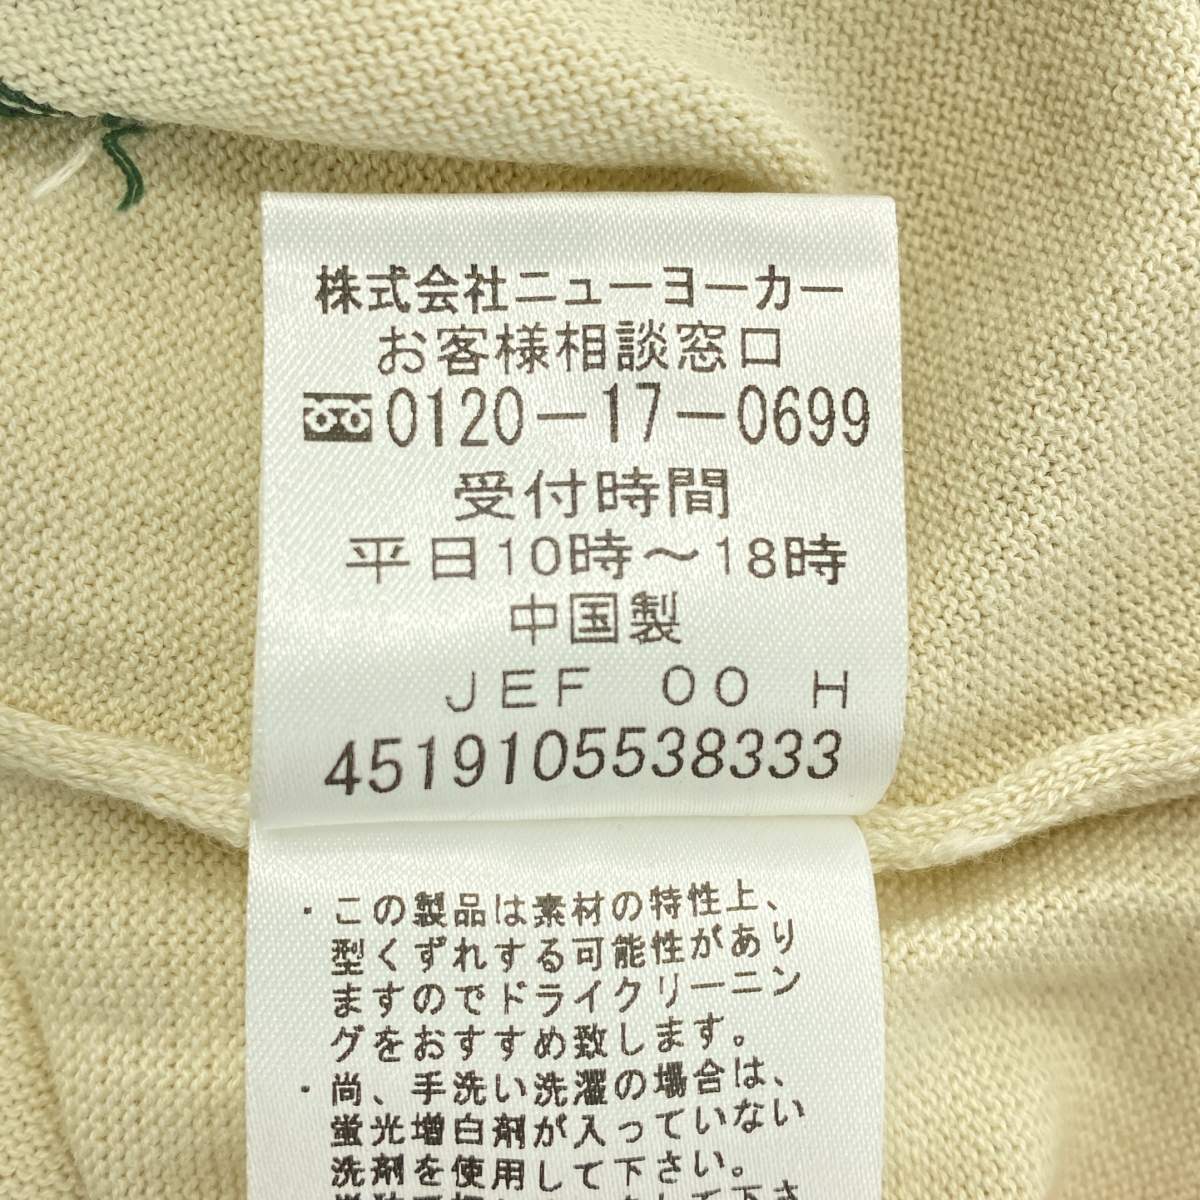 株式会社ニューヨーカー
お客様相談窓口
0120-17-0699
受付時間
平日10時～18時
中国製
JEF 00 H
4519105538333
・この製品は素材の特性上、
型くずれする可能性があり
ますのでドライクリーニン
グをおすすめ致します。
・尚、手洗い洗濯の場合は、
蛍光増白剤が入っていない
洗剤を使用して下さい。